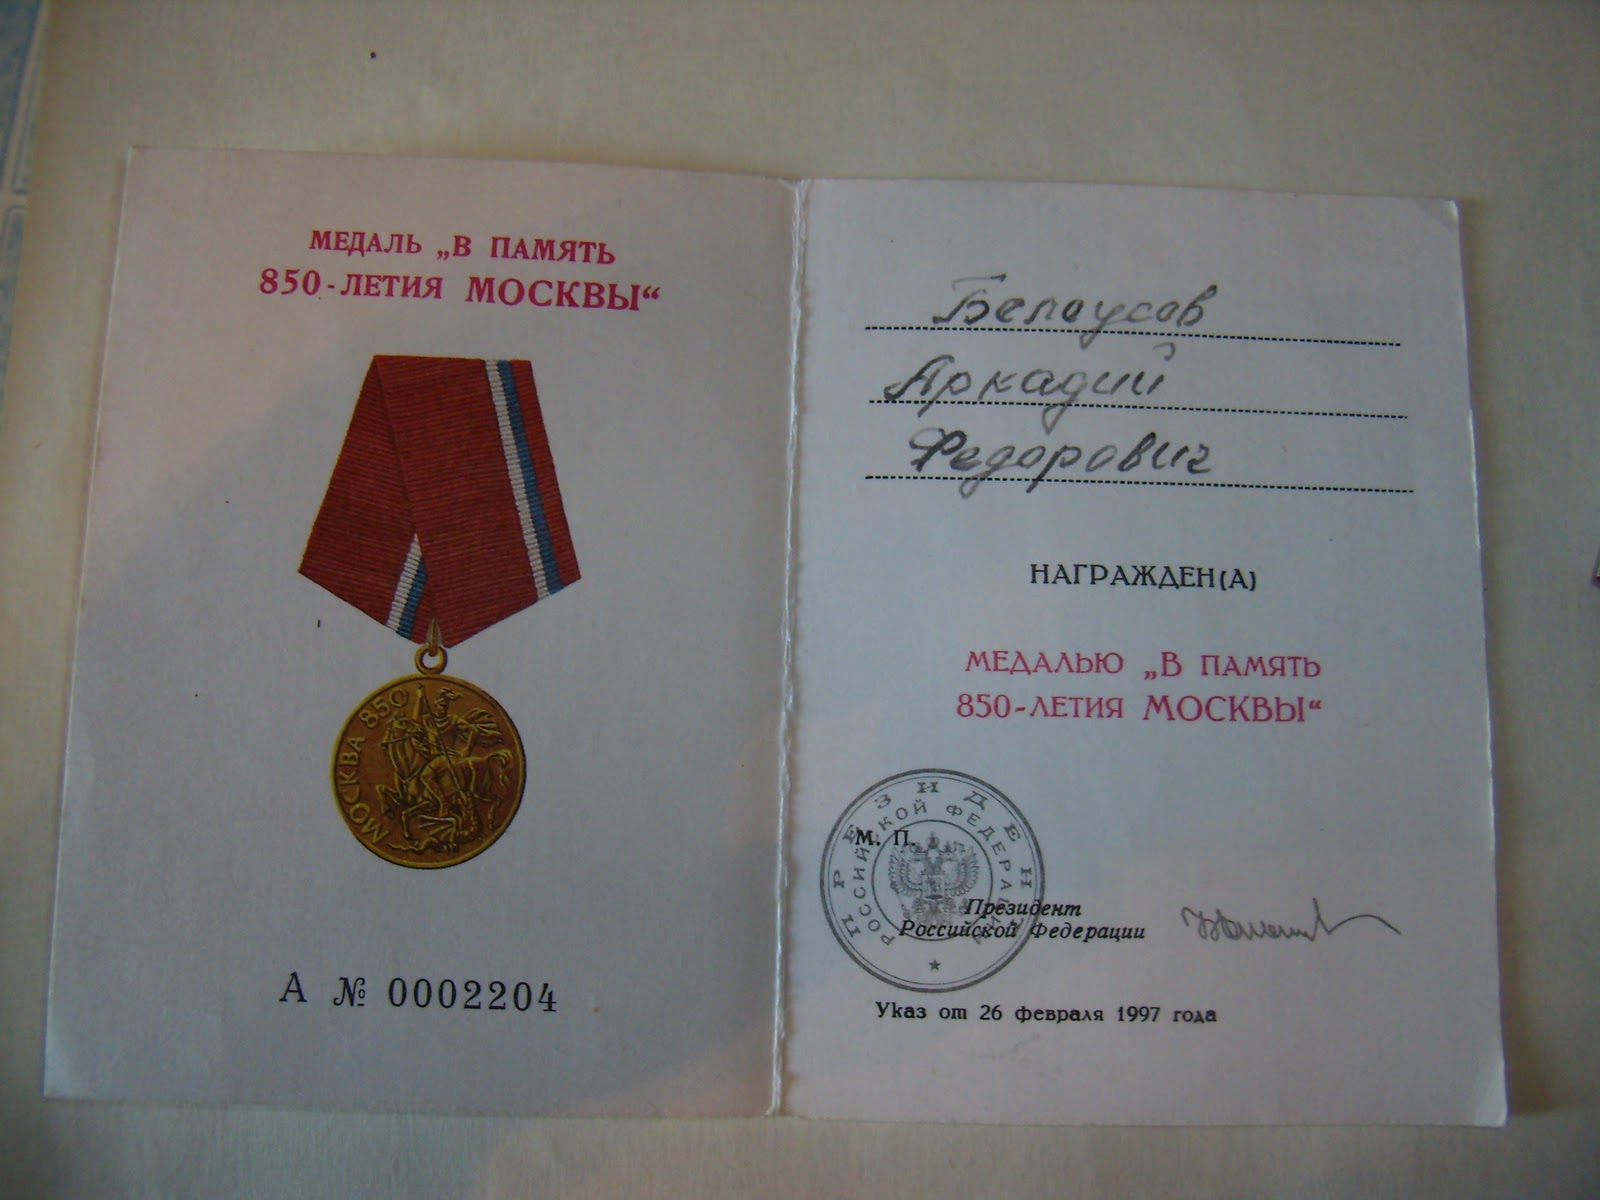 МЕДАЛЬ „В ПАМЯТЬ
850-ЛЕТИЯ МОСКВЫ“
МОСКВА 850
А № 0002204
Белоусов
Аркадий
Федорович
НАГРАЖДЕН(А)
МЕДАЛЬЮ „В ПАМЯТЬ
850-ЛЕТИЯ МОСКВЫ“
ПРЕЗИДЕН
РОССИЙСКОЙ ФЕДЕРАЦИИ
М. П.
Президент
Российской Федерации
Указ от 26 февраля 1997 года